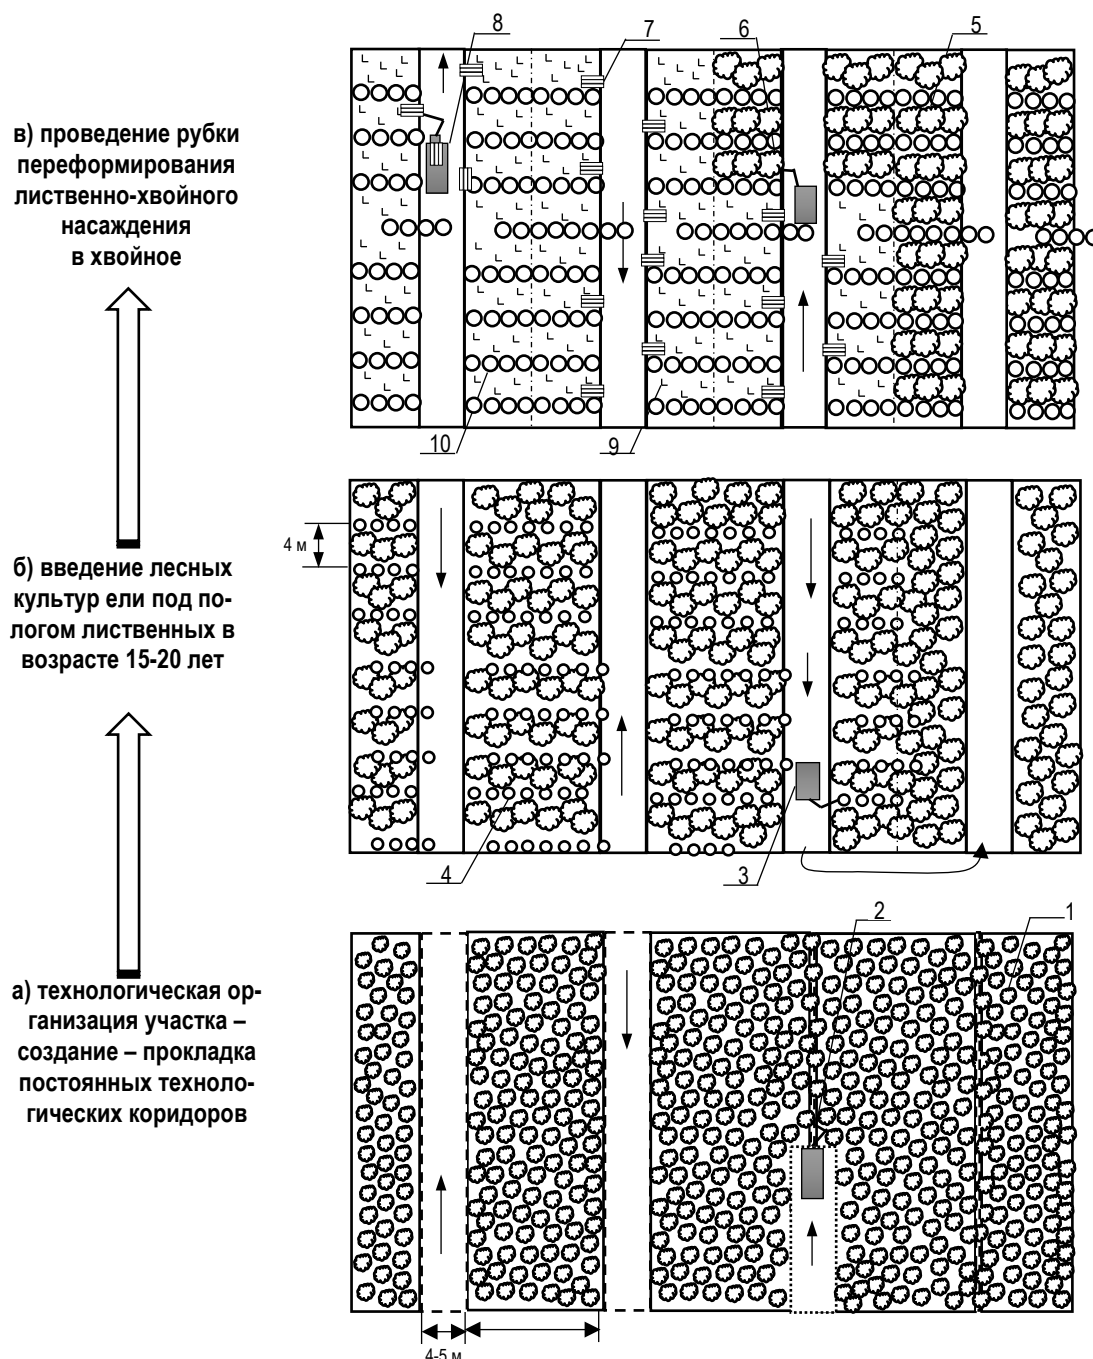 8
7
6
5
в) проведение рубки
переформирования
лиственно-хвойного
насаждения
в хвойное
10
9
4 м
б) введение лесных
культур ели под по-
логом лиственных в
возрасте 15-20 лет
4
3
2
1
а) технологическая ор-
ганизация участка –
создание – прокладка
постоянных техноло-
гических коридоров
4-5 м